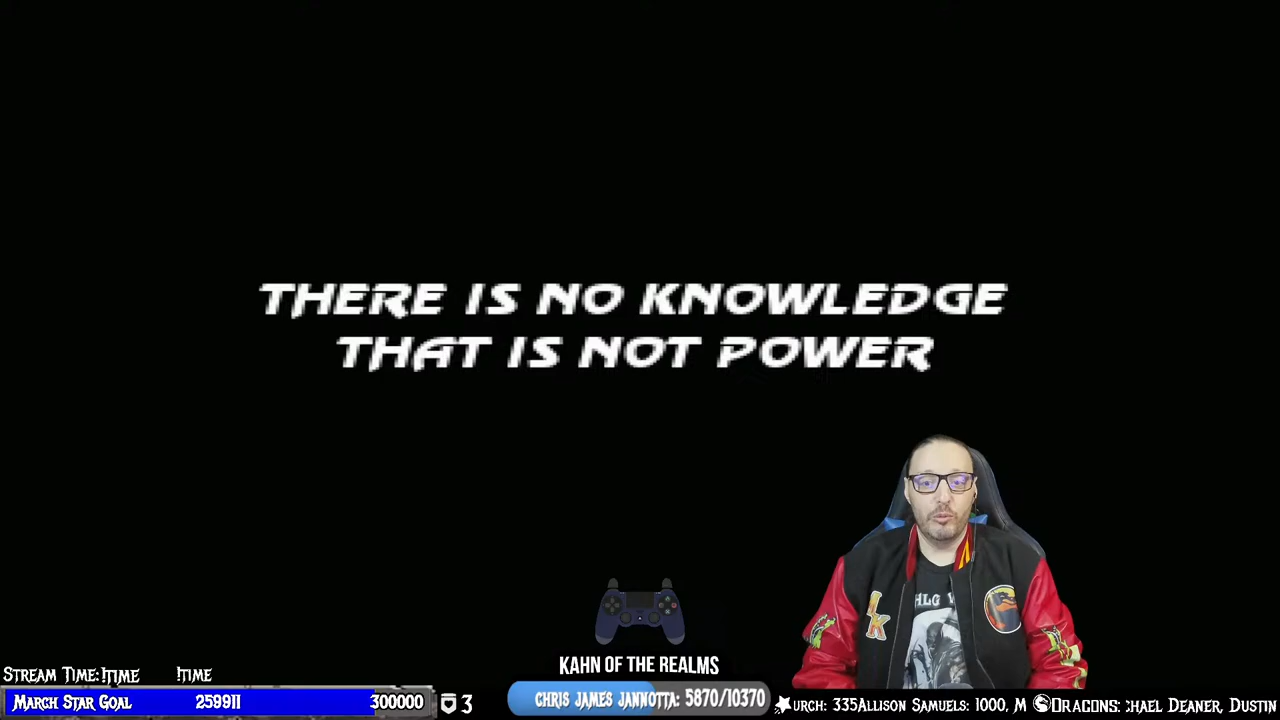 THERE IS NO KNOWLEDGE
THAT IS NOT POWER
KAHN OF THE REALMS
STREAM TIME:!TIME !TIME
MARCH STAR GOAL 259911 300000 3
CHRIS JAMES JANNOTTA: 5870/10370
URCH: 335ALLISON SAMUELS: 1000, M DRAGONS: CHAEL DEANER, DUSTIN